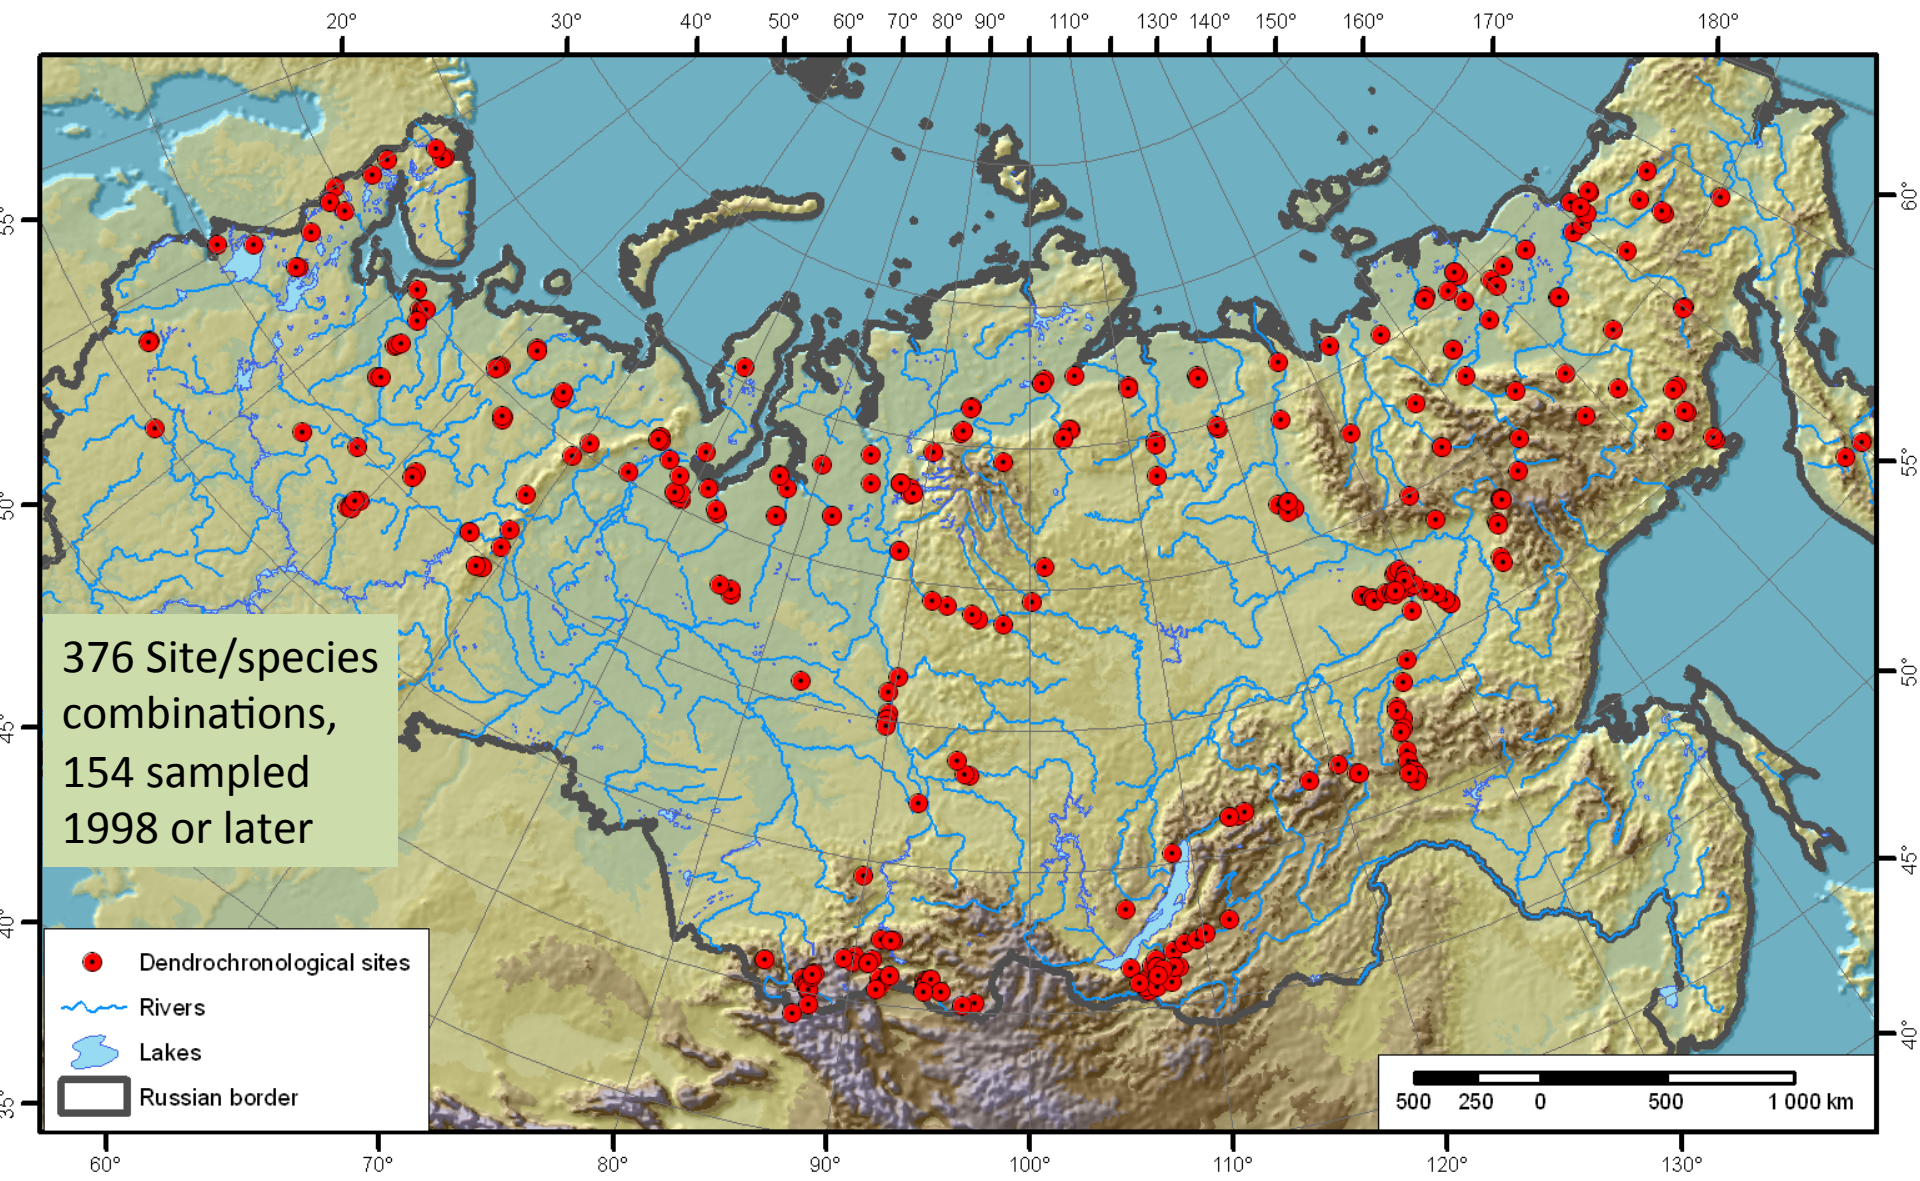 20° 30° 40° 50° 60° 70° 80° 90° 110° 130° 140° 150° 160° 170° 180°
55°
50°
45°
40°
35°
60°
55°
50°
45°
40°
376 Site/species
combinations,
154 sampled
1998 or later
Dendrochronological sites
Rivers
Lakes
Russian border
500 250 0 500 1 000 km
60° 70° 80° 90° 100° 110° 120° 130°